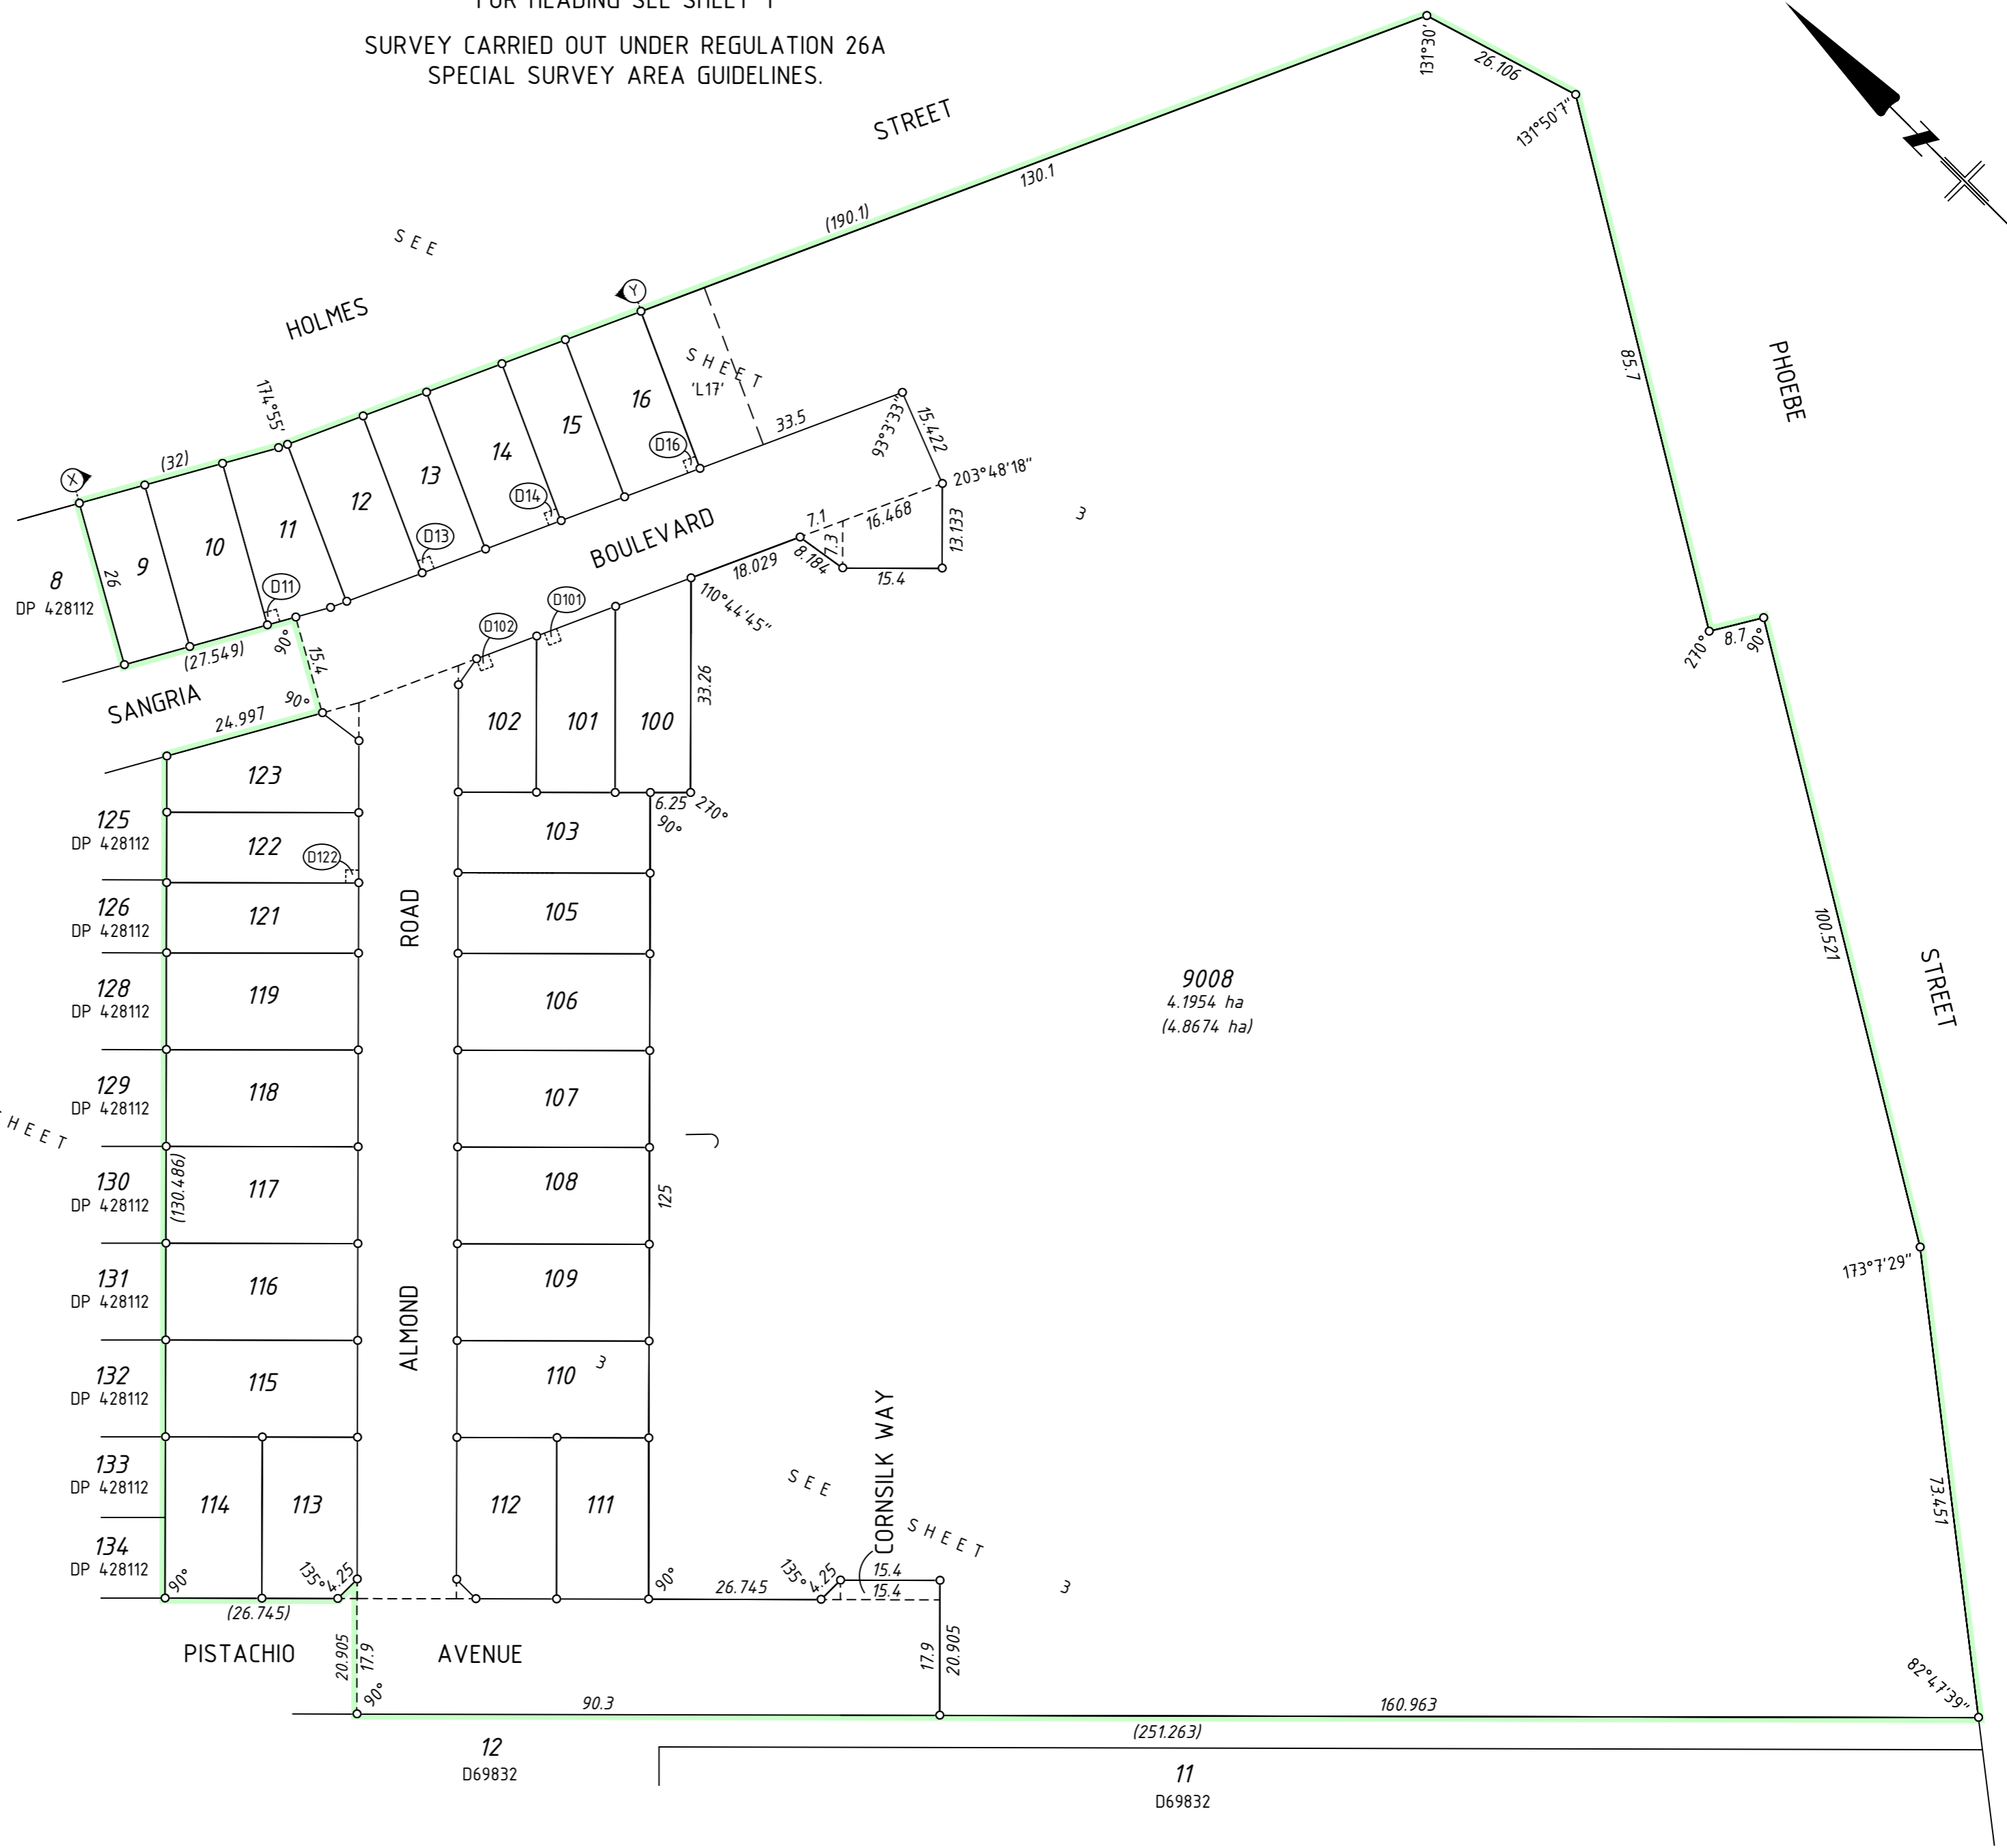 FOR HEADING SEE SHEET 1
SURVEY CARRIED OUT UNDER REGULATION 26A
SPECIAL SURVEY AREA GUIDELINES.
131°30'
26.106
131°50'7"
STREET
130.1
(190.1)
SEE
HOLMES
Y
SHEET
'L17'
N
PHOEBE
85.7
174°55'
(32)
X
16
15
14
13
12
11
10
9
26
8
DP 428112
D16
D14
D13
D11
33.5
93°3'33"
15.422
203°48'18"
7.1
16.468
7.3
13.133
8.184
15.4
3
BOULEVARD
18.029
110°44'45"
D101
D102
(27.549)
90°
15.4
SANGRIA
90°
24.997
270°
8.7
90°
102
101
100
33.26
123
125
DP 428112
122
D122
103
6.25
270°
90°
126
DP 428112
121
ROAD
105
100.521
STREET
128
DP 428112
119
106
9008
4.1954 ha
(4.8674 ha)
129
DP 428112
118
107
HEET
130
DP 428112
(130.486)
117
108
125
131
DP 428112
116
109
173°7'29"
132
DP 428112
115
ALMOND
110
3
133
DP 428112
114
113
112
111
SEE
SHEET
CORNSILK WAY
73.451
134
DP 428112
90°
135°
4.25
90°
26.745
135°
4.25
15.4
15.4
3
(26.745)
PISTACHIO
AVENUE
20.905
17.9
90°
17.9
20.905
82°47'39"
90.3
160.963
(251.263)
12
D69832
11
D69832